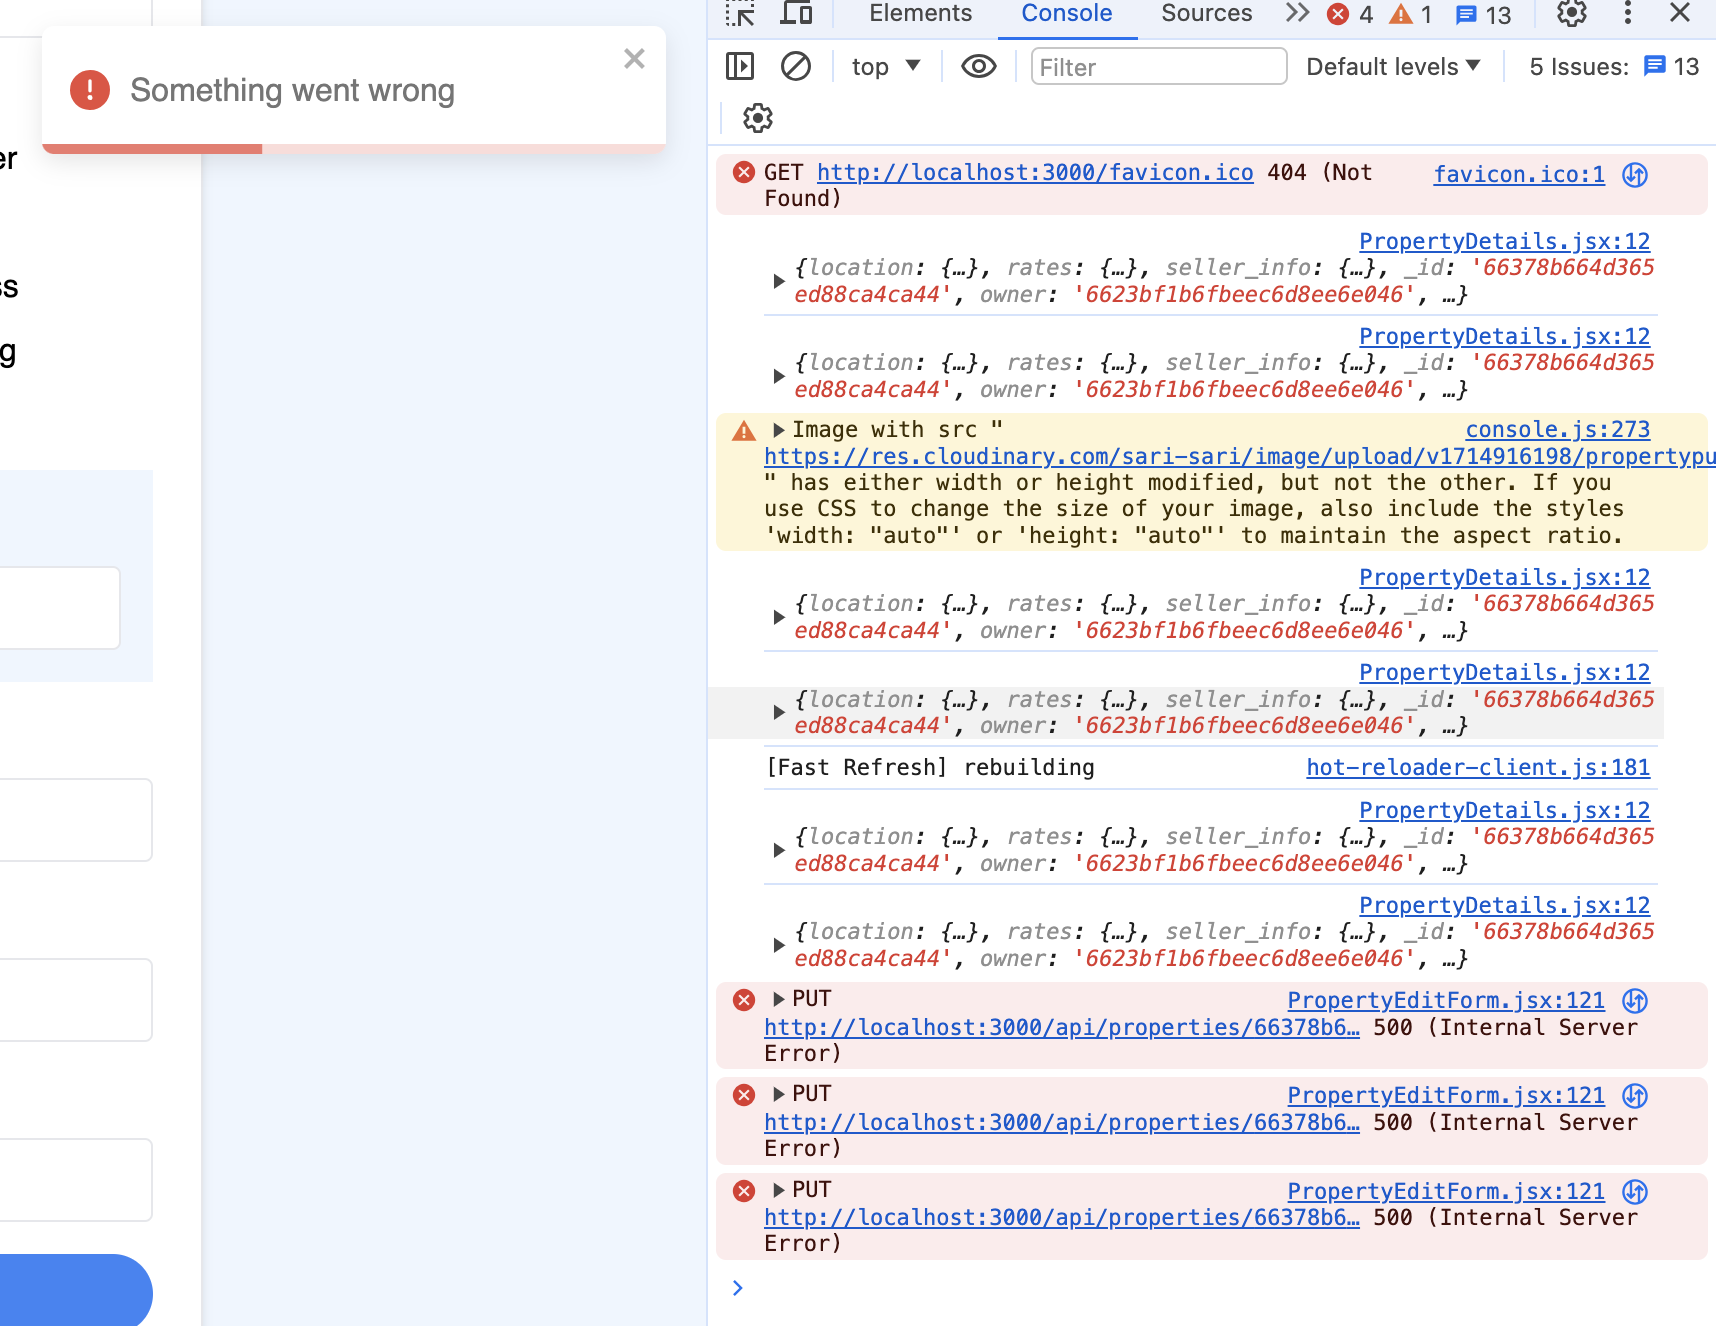 Something went wrong
er
ss
g
Elements Console Sources 4 1 13
top Filter Default levels 5 Issues: 13
GET http://localhost:3000/favicon.ico 404 (Not favicon.ico:1
Found)
PropertyDetails.jsx:12
{location: {…}, rates: {…}, seller_info: {…}, _id: '66378b664d365
ed88ca4ca44', owner: '6623bf1b6fbeec6d8ee6e046', …}
PropertyDetails.jsx:12
{location: {…}, rates: {…}, seller_info: {…}, _id: '66378b664d365
ed88ca4ca44', owner: '6623bf1b6fbeec6d8ee6e046', …}
Image with src " console.js:273
https://res.cloudinary.com/sari-sari/image/upload/v1714916198/propertypu
" has either width or height modified, but not the other. If you
use CSS to change the size of your image, also include the styles
'width: "auto"' or 'height: "auto"' to maintain the aspect ratio.
PropertyDetails.jsx:12
{location: {…}, rates: {…}, seller_info: {…}, _id: '66378b664d365
ed88ca4ca44', owner: '6623bf1b6fbeec6d8ee6e046', …}
PropertyDetails.jsx:12
{location: {…}, rates: {…}, seller_info: {…}, _id: '66378b664d365
ed88ca4ca44', owner: '6623bf1b6fbeec6d8ee6e046', …}
[Fast Refresh] rebuilding hot-reloader-client.js:181
PropertyDetails.jsx:12
{location: {…}, rates: {…}, seller_info: {…}, _id: '66378b664d365
ed88ca4ca44', owner: '6623bf1b6fbeec6d8ee6e046', …}
PropertyDetails.jsx:12
{location: {…}, rates: {…}, seller_info: {…}, _id: '66378b664d365
ed88ca4ca44', owner: '6623bf1b6fbeec6d8ee6e046', …}
PUT PropertyEditForm.jsx:121
http://localhost:3000/api/properties/66378b6… 500 (Internal Server
Error)
PUT PropertyEditForm.jsx:121
http://localhost:3000/api/properties/66378b6… 500 (Internal Server
Error)
PUT PropertyEditForm.jsx:121
http://localhost:3000/api/properties/66378b6… 500 (Internal Server
Error)